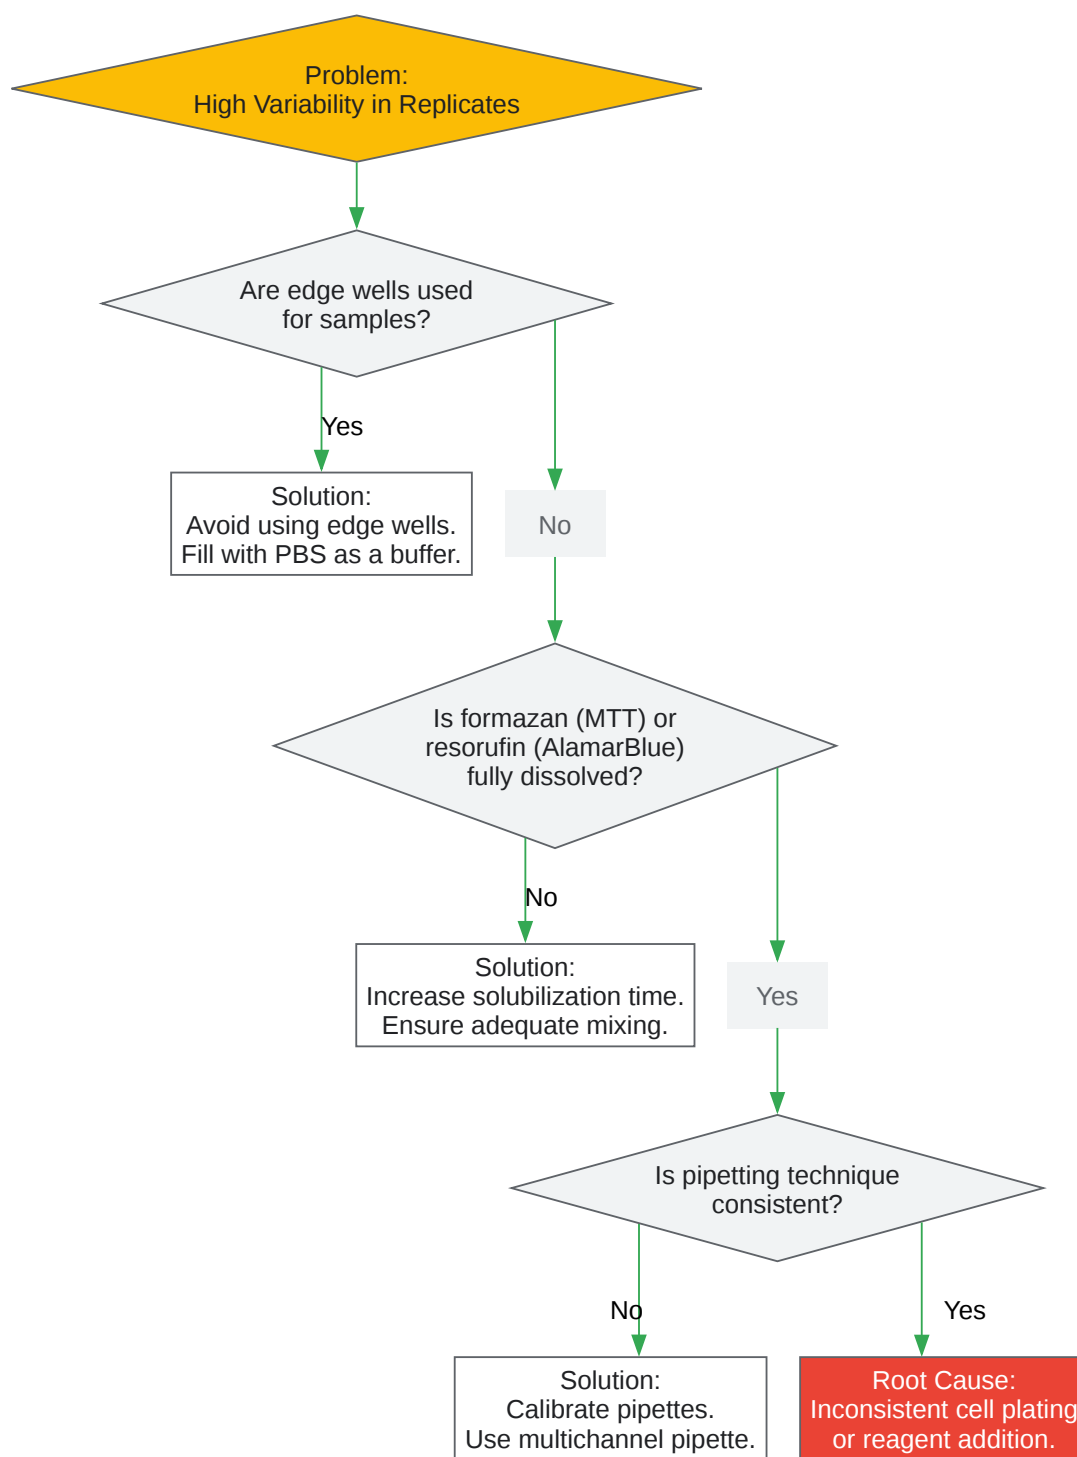 Problem:
High Variability in Replicates
Are edge wells used
for samples?
Yes
Solution:
Avoid using edge wells.
Fill with PBS as a buffer.
No
Is formazan (MTT) or
resorufin (AlamarBlue)
fully dissolved?
No
Solution:
Increase solubilization time.
Ensure adequate mixing.
Yes
Is pipetting technique
consistent?
No
Yes
Solution:
Calibrate pipettes.
Use multichannel pipette.
Root Cause:
Inconsistent cell plating
or reagent addition.